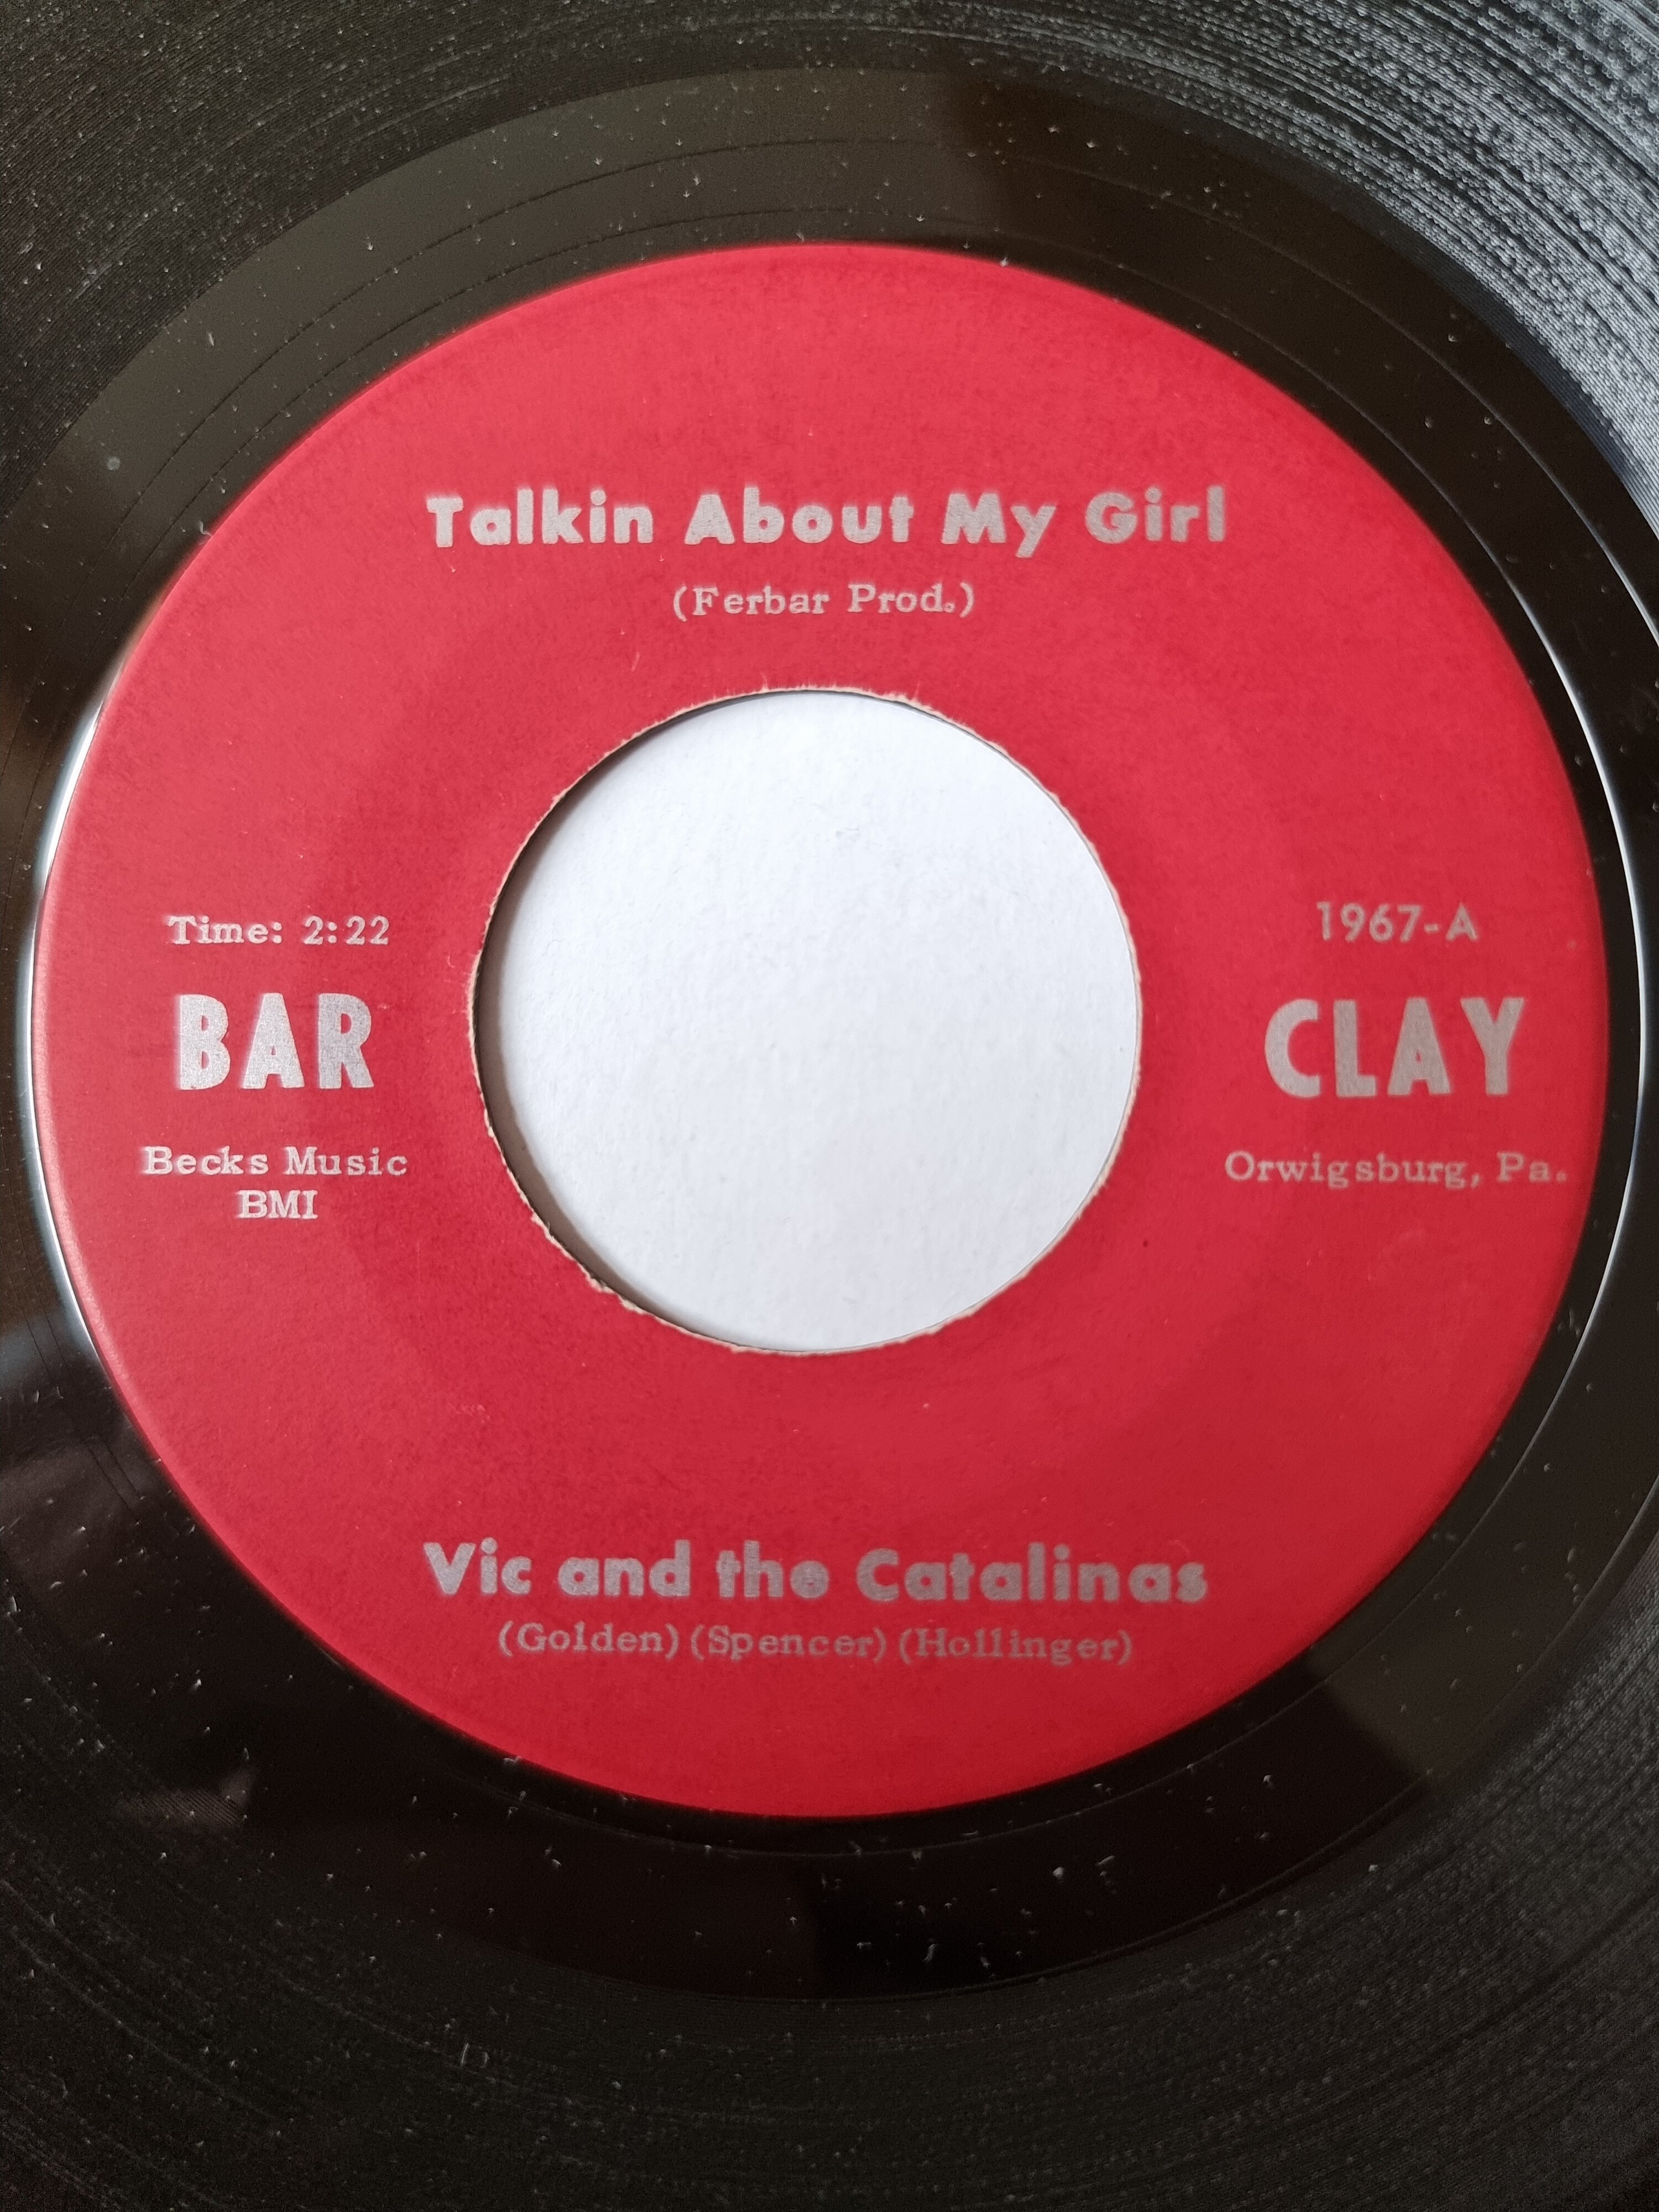 Talkin About My Girl
(Ferbar Prod.)
Time: 2:22
BAR
Becks Music
BMI
1967-A
CLAY
Orwigsburg, Pa.
Vic and the Catalinas
(Golden) (Spencer) (Hollinger)